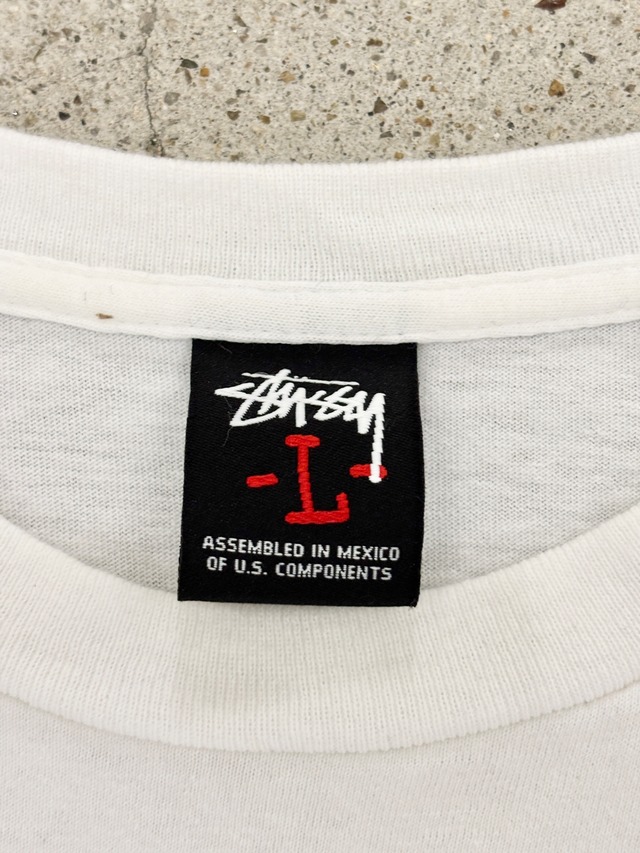 Stüssy
-L-
ASSEMBLED IN MEXICO
OF U.S. COMPONENTS